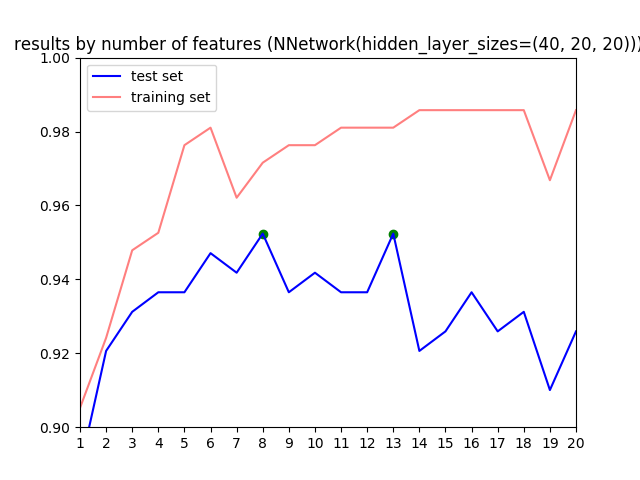 results by number of features (NNetwork(hidden_layer_sizes=(40, 20, 20)))
1.00
test set
training set
0.98
0.96
0.94
0.92
0.90
1 2 3 4 5 6 7 8 9 10 11 12 13 14 15 16 17 18 19 20